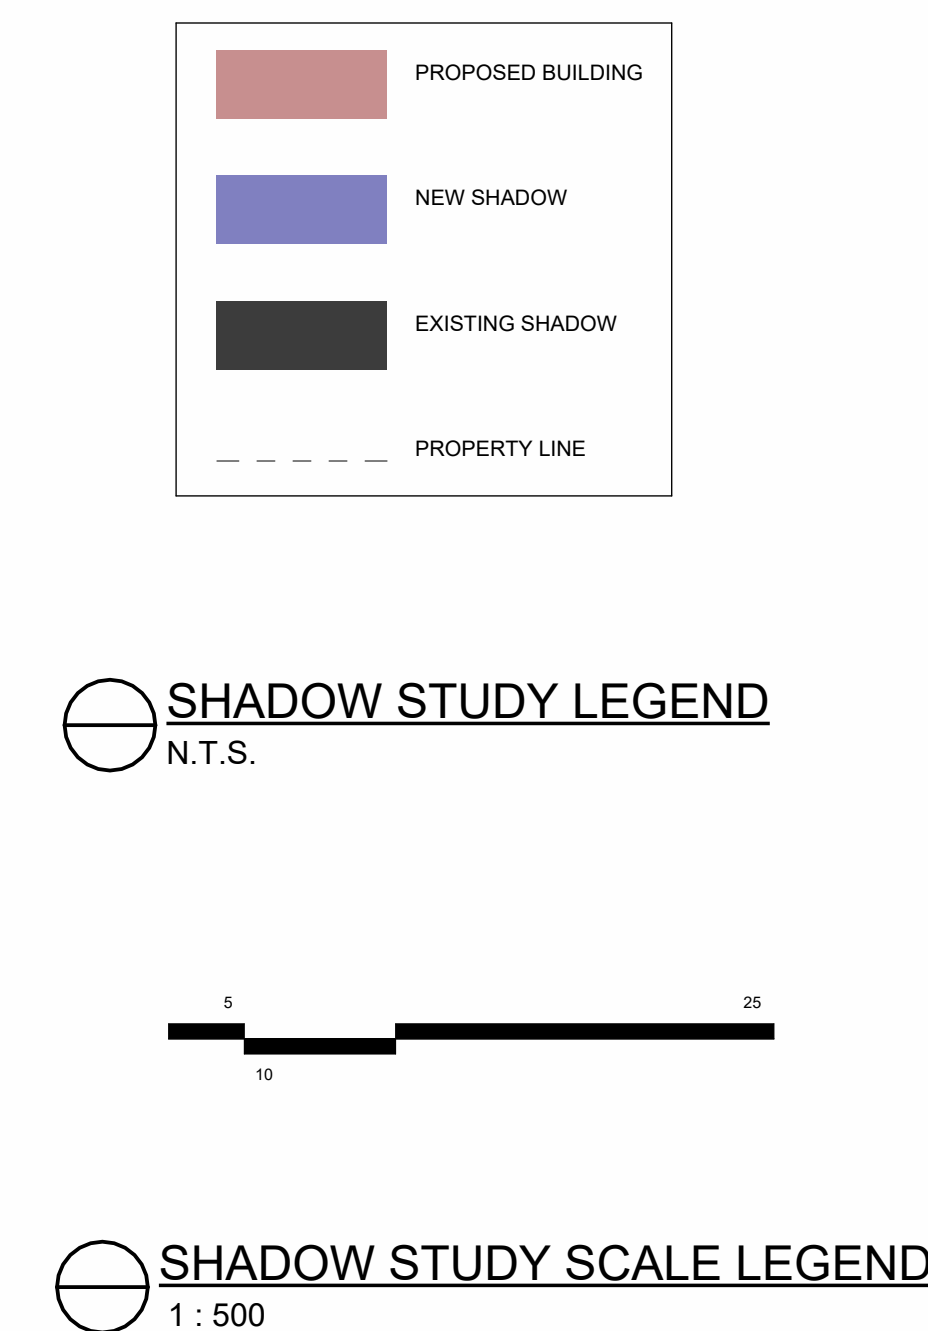 PROPOSED BUILDING
NEW SHADOW
EXISTING SHADOW
PROPERTY LINE
SHADOW STUDY LEGEND
N.T.S.
5 25
10
SHADOW STUDY SCALE LEGEND
1 : 500